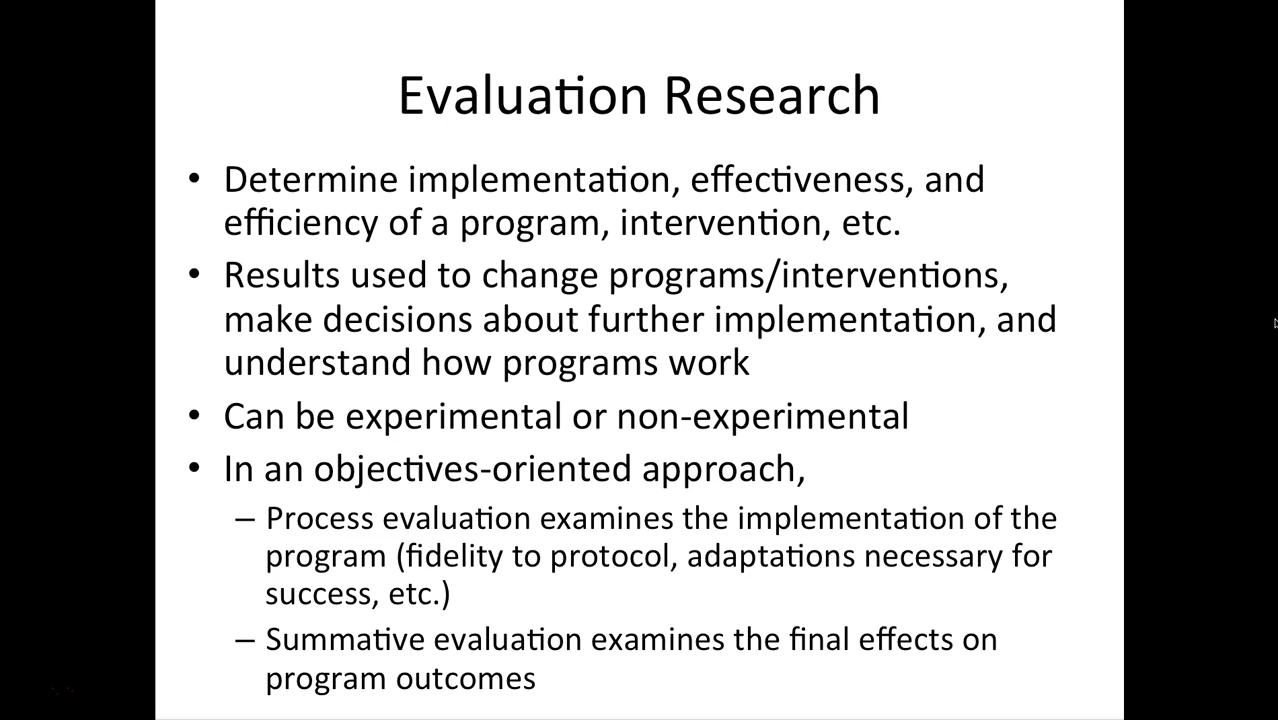 Evaluation Research
• Determine implementation, effectiveness, and
efficiency of a program, intervention, etc.
• Results used to change programs/interventions,
make decisions about further implementation, and
understand how programs work
• Can be experimental or non-experimental
• In an objectives-oriented approach,
– Process evaluation examines the implementation of the
program (fidelity to protocol, adaptations necessary for
success, etc.)
– Summative evaluation examines the final effects on
program outcomes